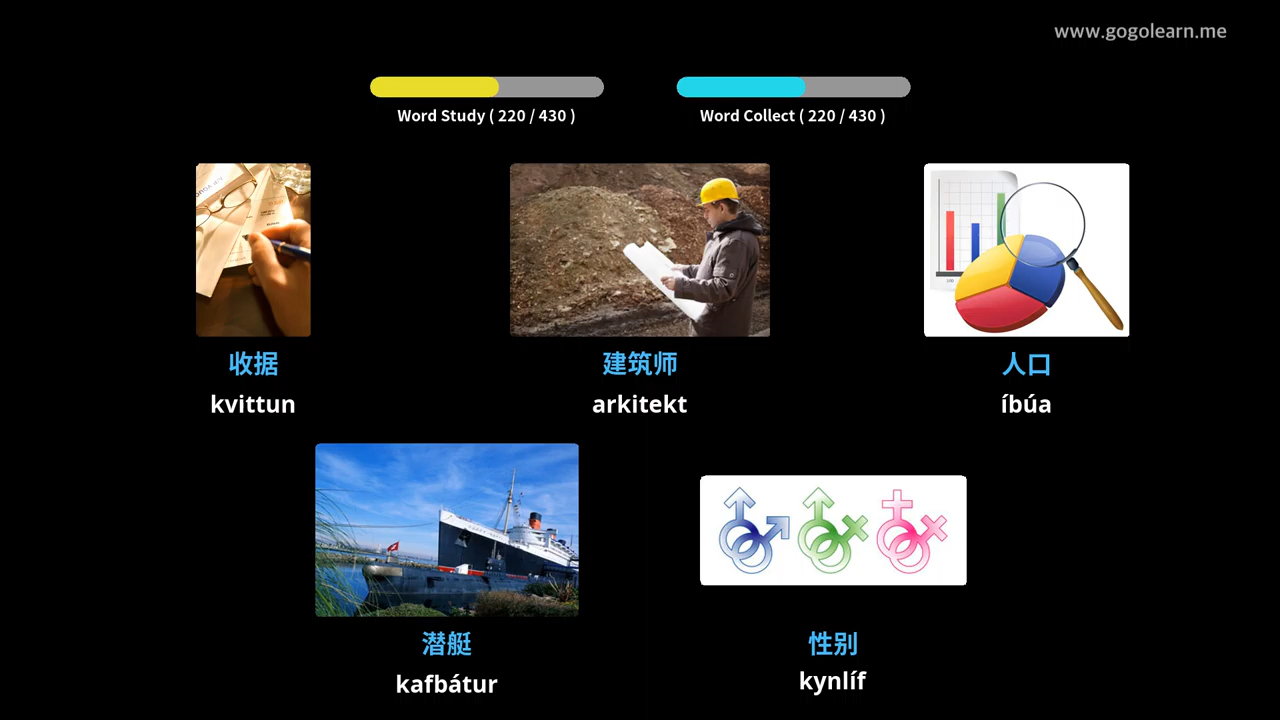 www.gogolearn.me
Word Study ( 220 / 430 )
Word Collect ( 220 / 430 )
收据
kvittun
建筑师
arkitekt
人口
íbúa
潜艇
kafbátur
性别
kynlíf